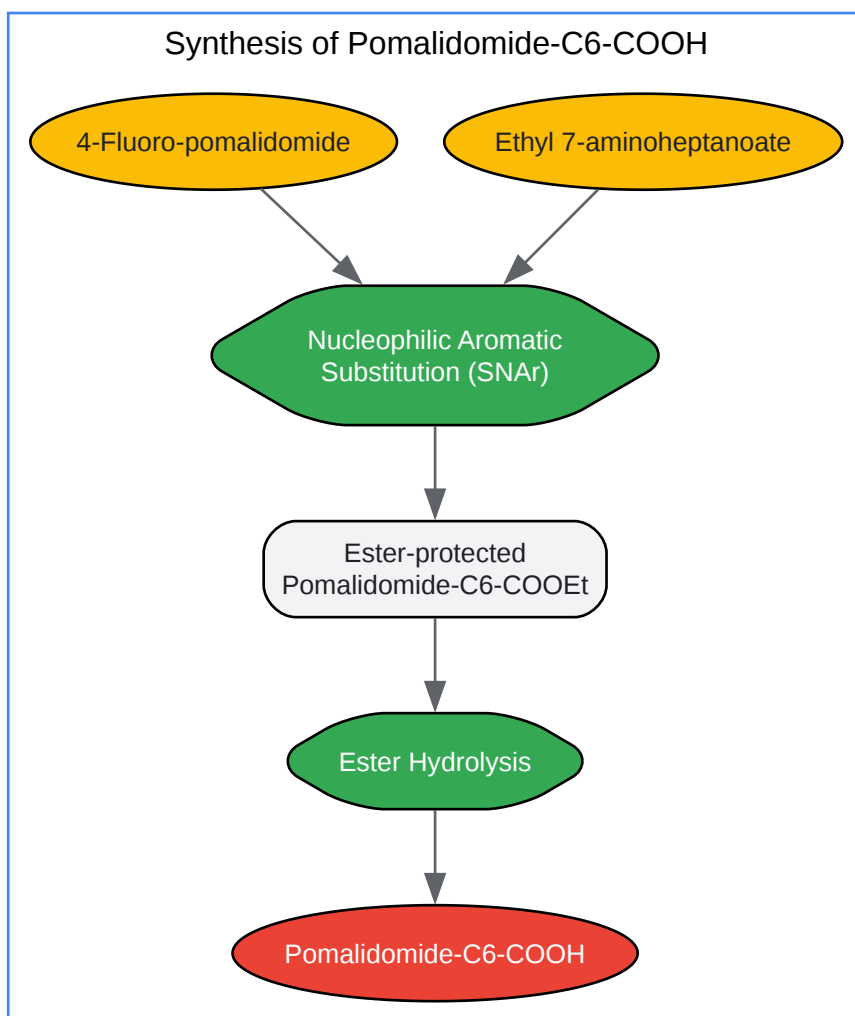 Synthesis of Pomalidomide-C6-COOH
4-Fluoro-pomalidomide
Ethyl 7-aminoheptanoate
Nucleophilic Aromatic
Substitution (SNAr)
Ester-protected
Pomalidomide-C6-COOEt
Ester Hydrolysis
Pomalidomide-C6-COOH